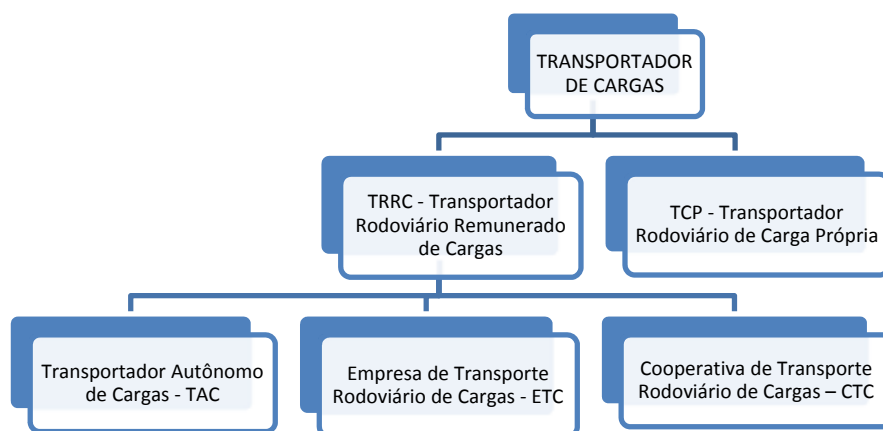 TRANSPORTADOR
DE CARGAS
TRRC - Transportador
Rodoviário Remunerado
de Cargas
TCP - Transportador
Rodoviário de Carga Própria
Transportador Autônomo
de Cargas - TAC
Empresa de Transporte
Rodoviário de Cargas - ETC
Cooperativa de Transporte
Rodoviário de Cargas – CTC